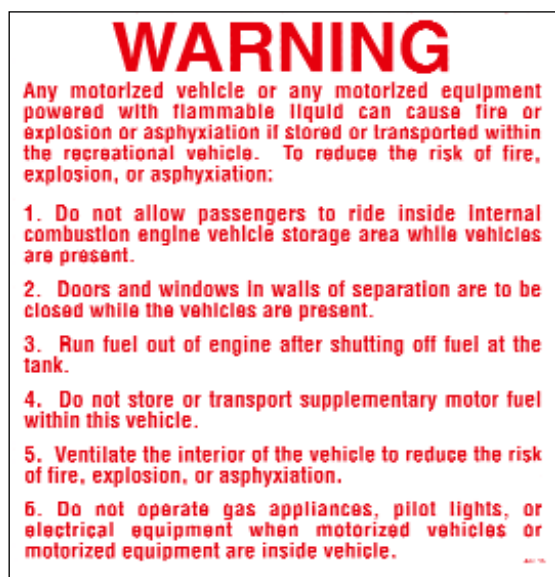 WARNING
Any motorized vehicle or any motorized equipment
powered with flammable liquid can cause fire or
explosion or asphyxiation if stored or transported within
the recreational vehicle. To reduce the risk of fire,
explosion, or asphyxiation:
1. Do not allow passengers to ride inside internal
combustion engine vehicle storage area while vehicles
are present.
2. Doors and windows in walls of separation are to be
closed while the vehicles are present.
3. Run fuel out of engine after shutting off fuel at the
tank.
4. Do not store or transport supplementary motor fuel
within this vehicle.
5. Ventilate the interior of the vehicle to reduce the risk
of fire, explosion, or asphyxiation.
6. Do not operate gas appliances, pilot lights, or
electrical equipment when motorized vehicles or
motorized equipment are inside vehicle.